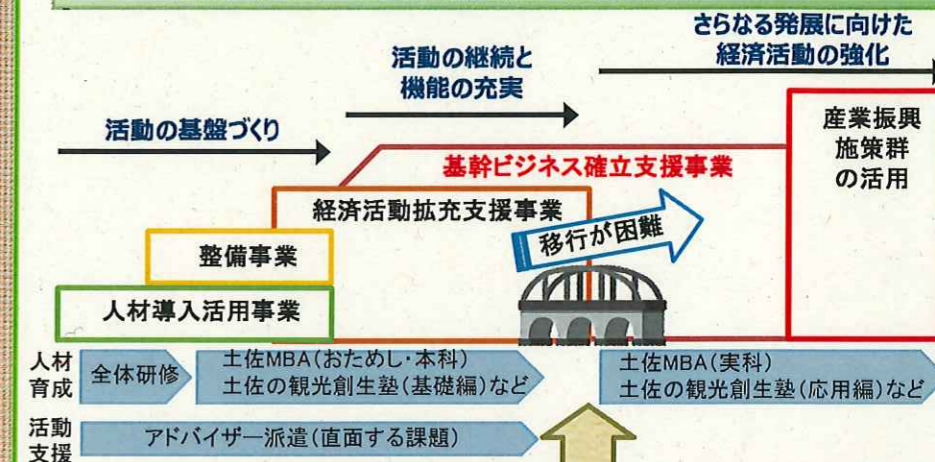 さらなる発展に向けた
経済活動の強化
活動の継続と
機能の充実
活動の基盤づくり
産業振興
施策群
の活用
基幹ビジネス確立支援事業
経済活動拡充支援事業
移行が困難
整備事業
人材導入活用事業
人材
育成
全体研修
土佐MBA(おためし・本科)
土佐の観光創生塾(基礎編)など
土佐MBA(実科)
土佐の観光創生塾(応用編)など
活動
支援
アドバイザー派遣(直面する課題)